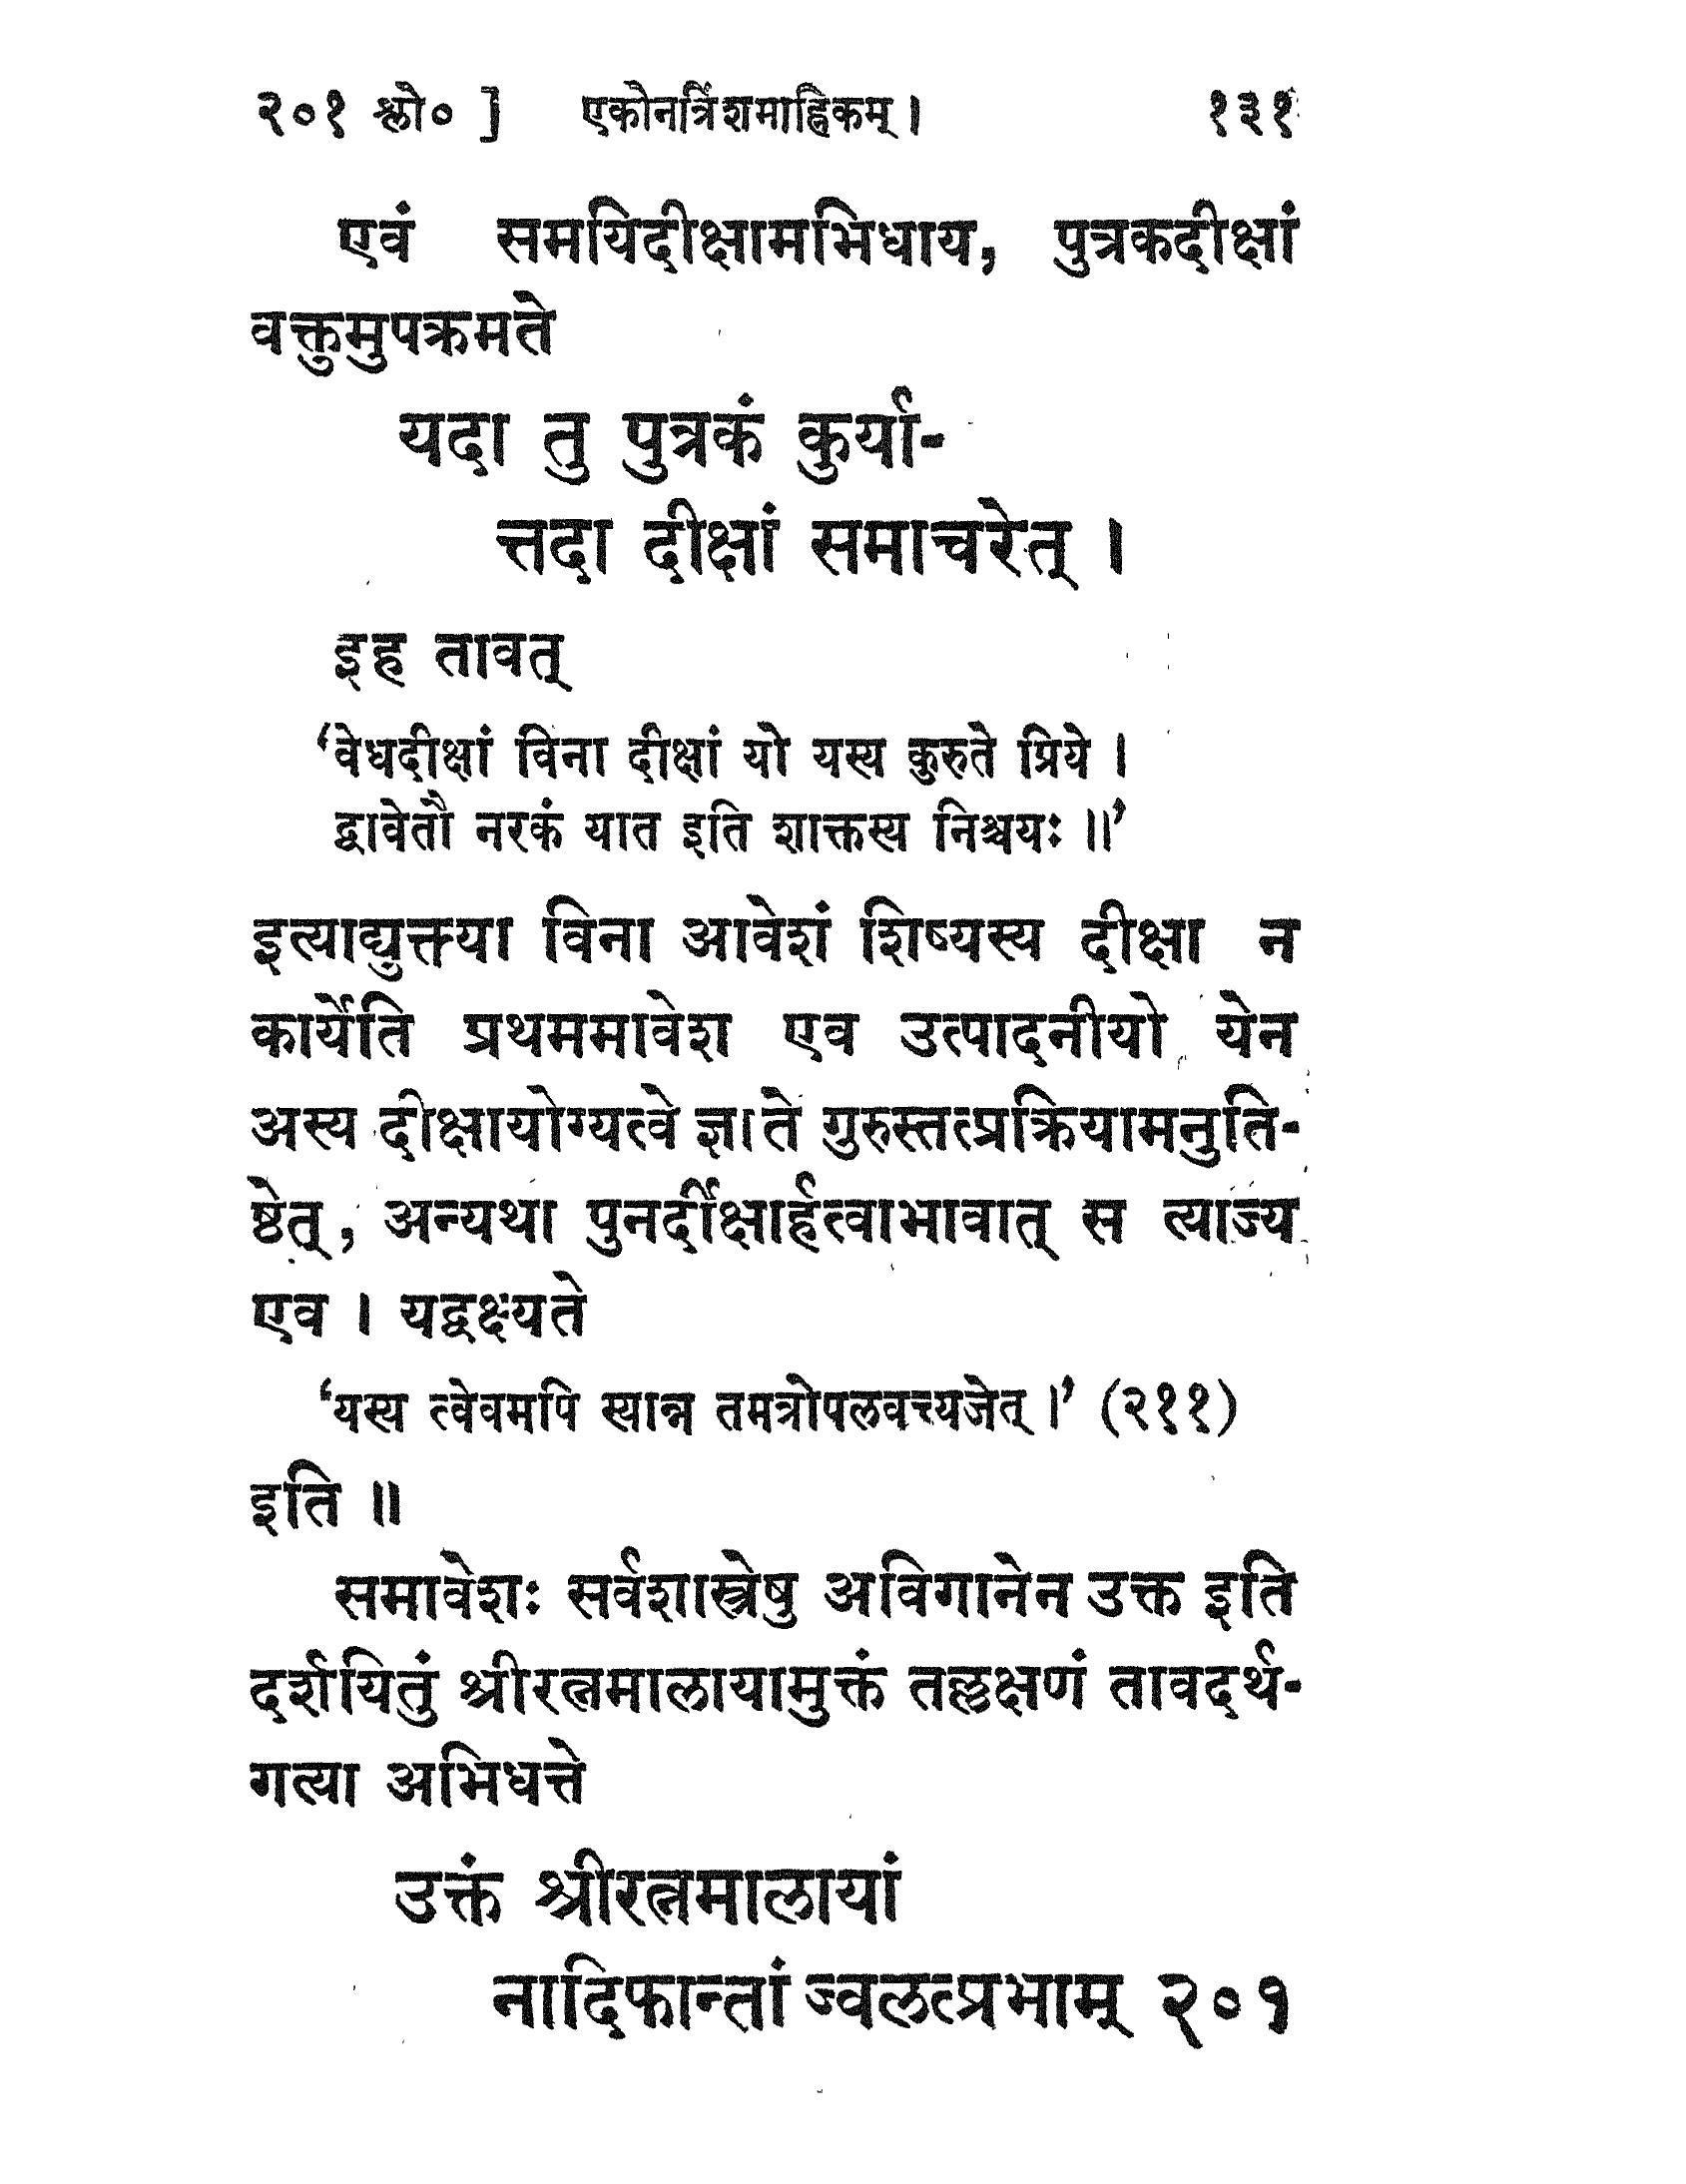 २०१ श्लो० ] एकोनत्रिंशमाह्निकम् । १३१
एवं समयिदीक्षामभिधाय, पुत्रकदीक्षां
वक्तुमुपक्रमते
यदा तु पुत्रकं कुर्या-
त्तदा दीक्षां समाचरेत् ।
इह तावत्
‘वेधदीक्षां विना दीक्षां यो यस्य कुरुते प्रिये ।
द्वावेतौ नरकं यात इति शाक्तस्य निश्चयः ॥’
इत्याद्युक्त्या विना आवेशं शिष्यस्य दीक्षा न
कार्येति प्रथममावेश एव उत्पादनीयो येन
अस्य दीक्षायोग्यत्वे ज्ञाते गुरुस्तत्प्रक्रियामनुति-
ष्ठेत्, अन्यथा पुनर्दीक्षार्हत्वाभावात् स त्याज्य
एव । यद्वक्ष्यते
‘यस्य त्वेवमपि स्यान्न तमत्रोपलवत्त्यजेत् ।’ (२११)
इति ॥
समावेशः सर्वशास्त्रेषु अविगानेन उक्त इति
दर्शयितुं श्रीरत्नमालायामुक्तं तल्लक्षणं तावदर्थ-
गत्या अभिधत्ते
उक्तं श्रीरत्नमालायां
नादिफान्तां ज्वलत्प्रभाम् २०१